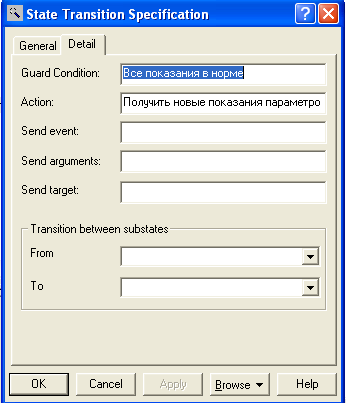 State Transition Specification
General Detail
Guard Condition: Все показания в норме
Action: Получить новые показания параметро
Send event:
Send arguments:
Send target:
Transition between substates
From
To
OK Cancel Apply Browse Help